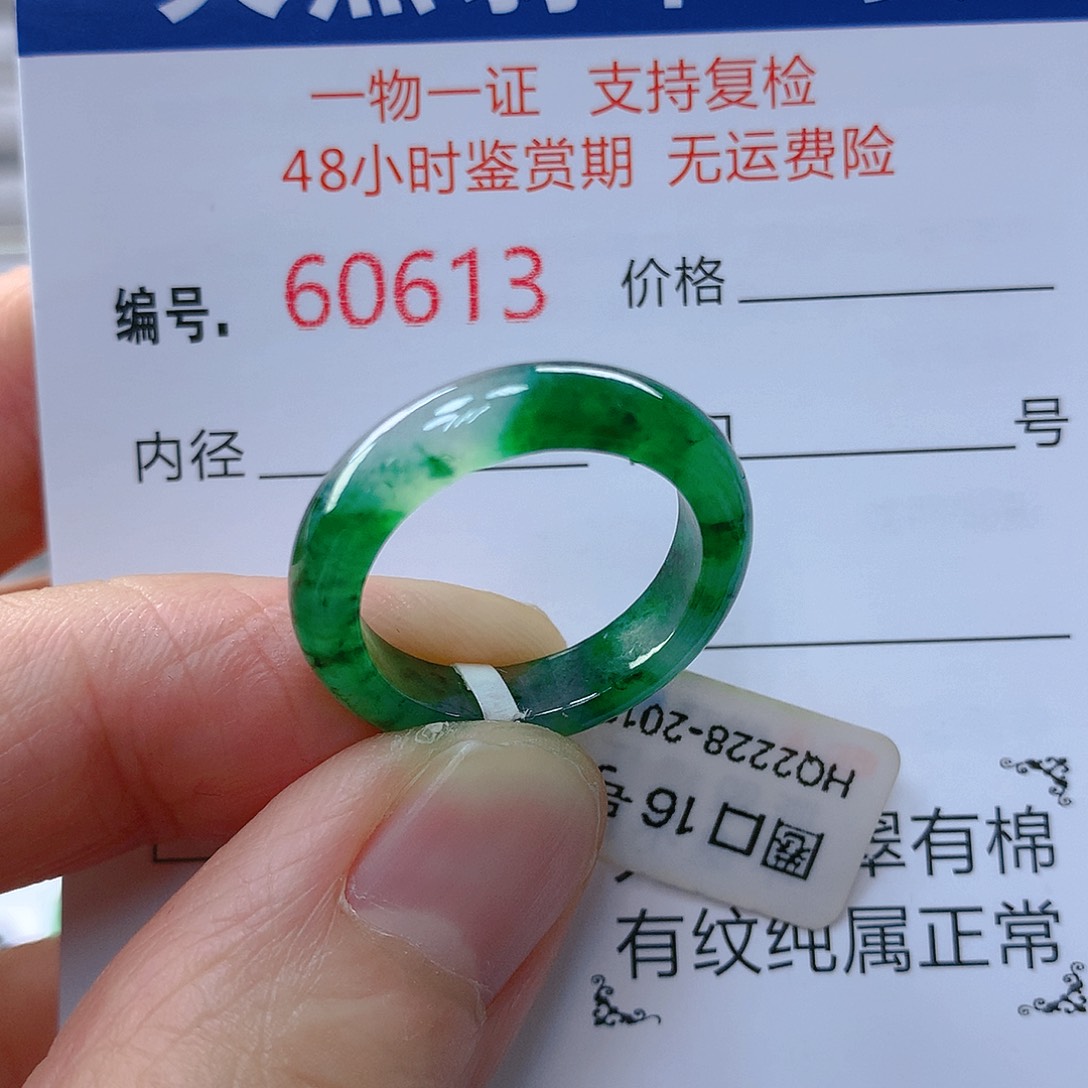 一物一证 支持复检
48小时鉴赏期 无运费险
编号. 60613 价格
内径 号
HQ2228-201
圈口 16号
翠有棉
有纹纯属正常